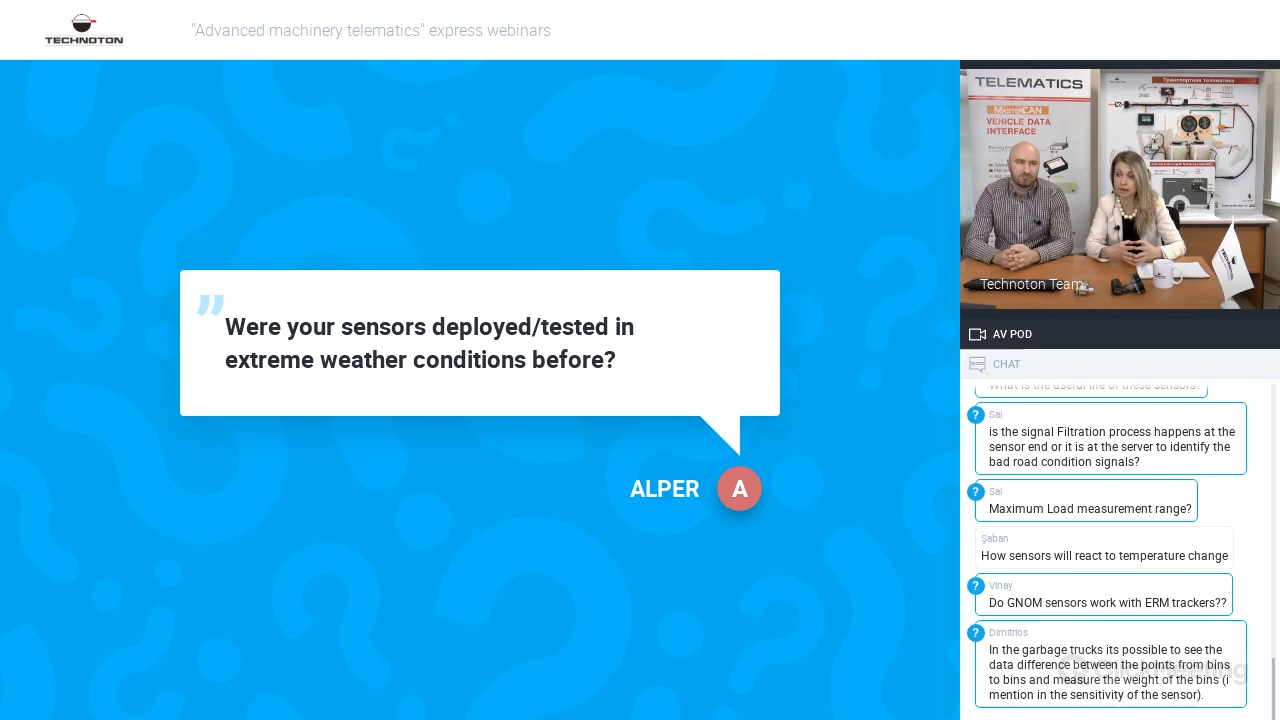 TECHNOTON
"Advanced machinery telematics" express webinars
”
Were your sensors deployed/tested in
extreme weather conditions before?
ALPER
A
TELEMATICS
MASTERCAN
VEHICLE DATA
INTERFACE
Транспортная телематика
TECHNOTON
Technoton Team
AV POD
CHAT
What is the useful life of these sensors?
?
Sai
is the signal Filtration process happens at the
sensor end or it is at the server to identify the
bad road condition signals?
?
Sai
Maximum Load measurement range?
Şaban
How sensors will react to temperature change
?
Vinay
Do GNOM sensors work with ERM trackers??
?
Dimitrios
In the garbage trucks its possible to see the
data difference between the points from bins
to bins and measure the weight of the bins (i
mention in the sensitivity of the sensor).